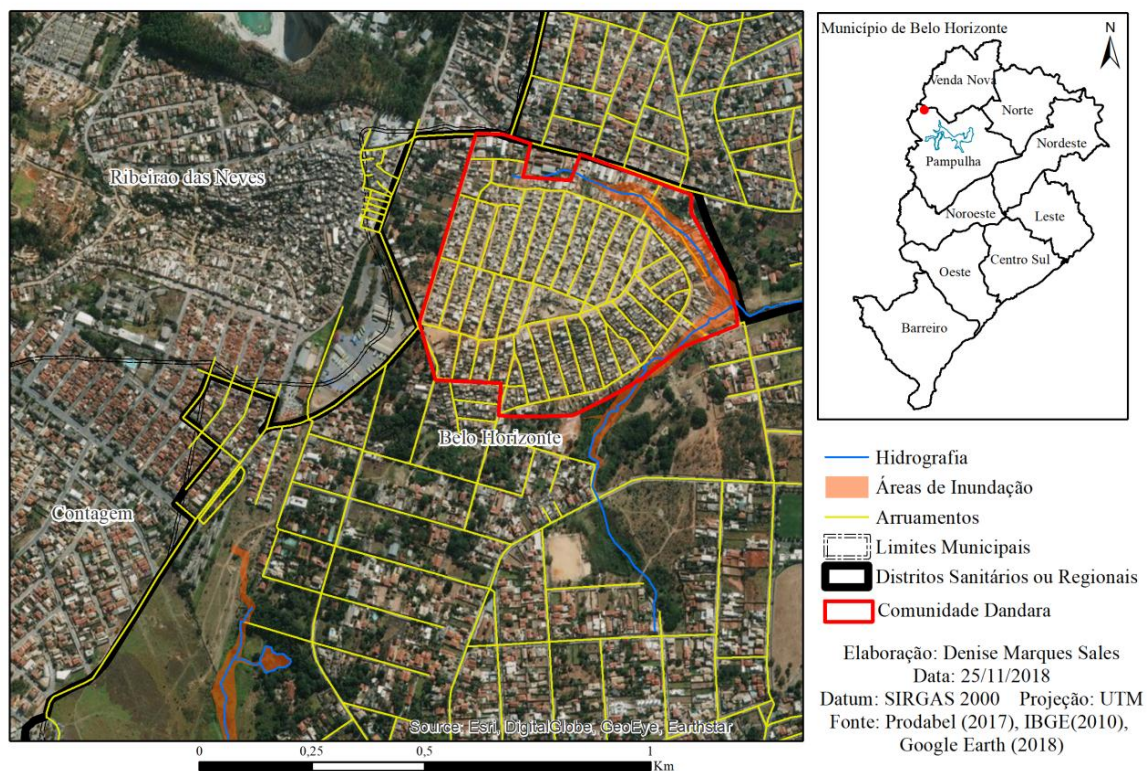 Ribeirao das Neves
Contagem
Belo Horizonte
Source: Esri, DigitalGlobe, GeoEye, Earthstar
0
0,25
0,5
1
Km
Município de Belo Horizonte
N
Venda Nova
Norte
Nordeste
Pampulha
Noroeste
Leste
Oeste
Centro Sul
Barreiro
Hidrografia
Áreas de Inundação
Arruamentos
Limites Municipais
Distritos Sanitários ou Regionais
Comunidade Dandara
Elaboração: Denise Marques Sales
Data: 25/11/2018
Datum: SIRGAS 2000 Projeção: UTM
Fonte: Prodabel (2017), IBGE(2010),
Google Earth (2018)